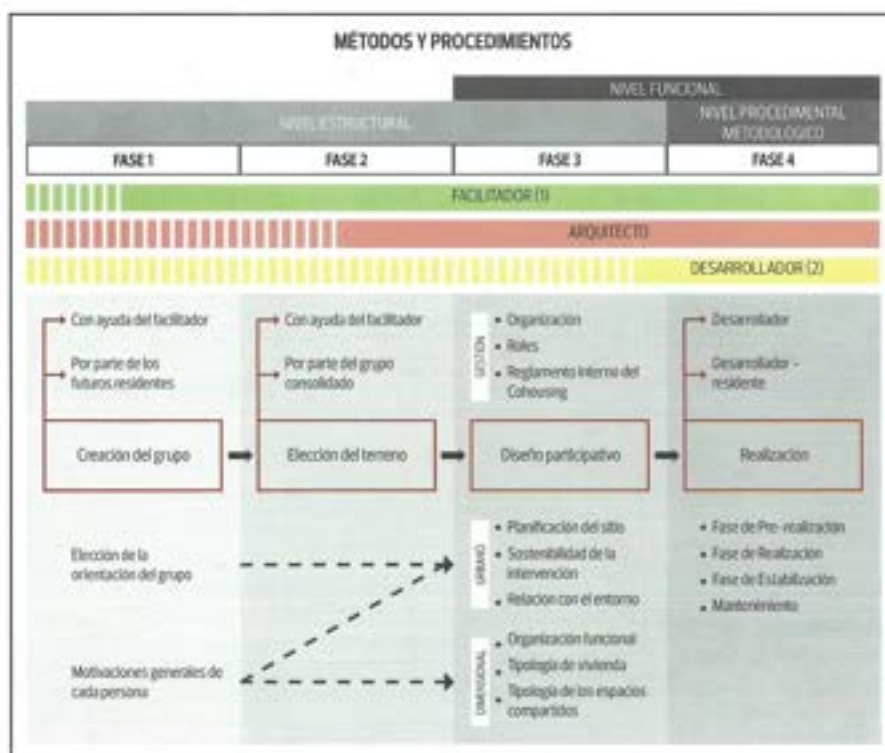 MÉTODOS Y PROCEDIMIENTOS
NIVEL FUNCIONAL
NIVEL ESTRUCTURAL
NIVEL PROCEDIMENTAL
METODOLÓGICO
FASE 1
FASE 2
FASE 3
FASE 4
FACILITADOR (1)
ARQUITECTO
DESARROLLADOR (2)
Con ayuda del facilitador
Por parte de los
futuros residentes
Creación del grupo
Elección de la
orientación del grupo
Motivaciones generales de
cada persona
Con ayuda del facilitador
Por parte del grupo
consolidado
Elección del terreno
GESTION
• Organización
• Roles
• Reglamento Interno del
Cohousing
Diseño participativo
URBANO
• Planificación del sitio
• Sostenibilidad de la
intervención
• Relacion con el entorno
DIMENSIONAL
• Organización funcional
• Tipología de vivienda
• Tipología de los espacios
compartidos
Desarrollador
Desarrollador –
residente
Realización
• Fase de Pre- realización
• Fase de Realización
• Fase de Estabilización
• Mantenimiento